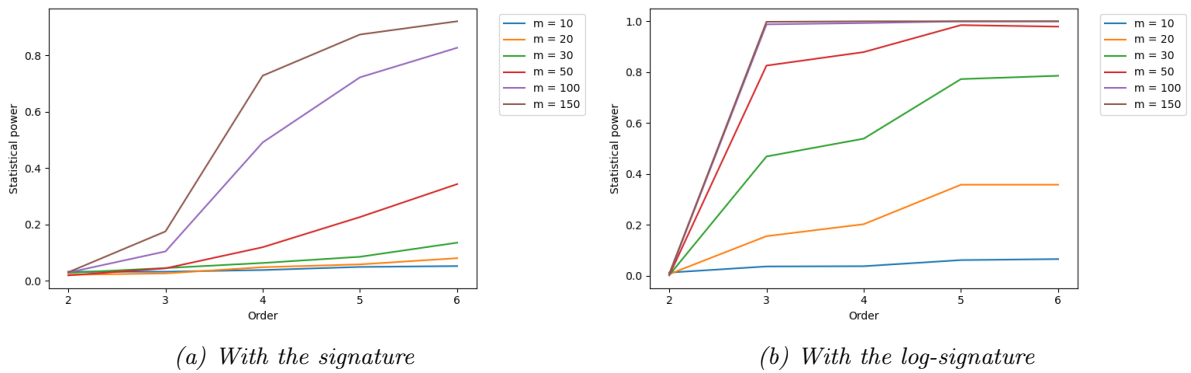 0.8
0.6
0.4
0.2
0.0
Statistical power
2 3 4 5 6
Order
m = 10
m = 20
m = 30
m = 50
m = 100
m = 150
(a) With the signature
1.0
0.8
0.6
0.4
0.2
0.0
Statistical power
2 3 4 5 6
Order
m = 10
m = 20
m = 30
m = 50
m = 100
m = 150
(b) With the log-signature